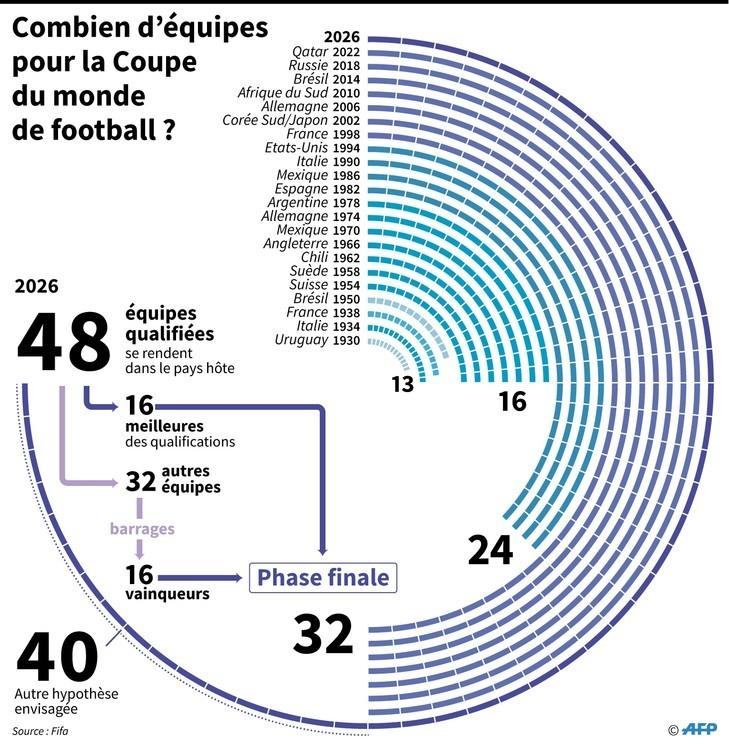 Combien d’équipes
pour la Coupe
du monde
de football ?
2026
Qatar 2022
Russie 2018
Brésil 2014
Afrique du Sud 2010
Allemagne 2006
Corée Sud/Japon 2002
France 1998
Etats-Unis 1994
Italie 1990
Mexique 1986
Espagne 1982
Argentine 1978
Allemagne 1974
Mexique 1970
Angleterre 1966
Chili 1962
Suède 1958
Suisse 1954
Brésil 1950
France 1938
Italie 1934
Uruguay 1930
13
16
24
32
2026
48
équipes
qualifiées
se rendent
dans le pays hôte
16
meilleures
des qualifications
32 autres
équipes
barrages
16
vainqueurs
Phase finale
40
Autre hypothèse
envisagée
Source : Fifa
© AFP